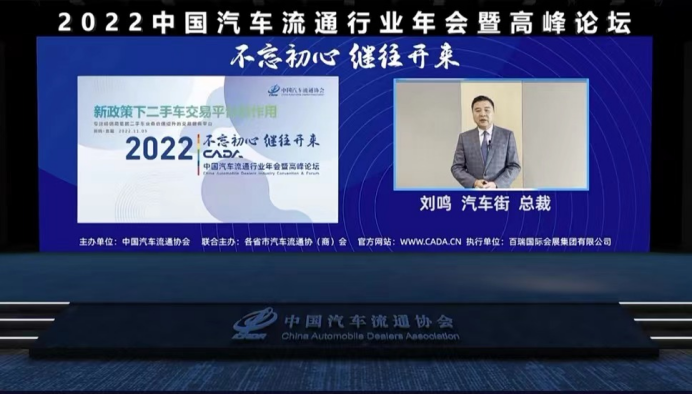 2022中国汽车流通行业年会暨高峰论坛
不忘初心 继往开来
中国汽车流通协会
新政策下二手车交易平台的作用
2022
不忘初心 继往开来
CADA
中国汽车流通行业年会暨高峰论坛
China Automobile Dealers Industry Convention & Forum
刘鸣 汽车街 总裁
主办单位：中国汽车流通协会 联合主办：各省市汽车流通协（商）会 官方网站：WWW.CADA.CN 执行单位：百瑞国际会展集团有限公司
CADA
中国汽车流通协会
China Automobile Dealers Association